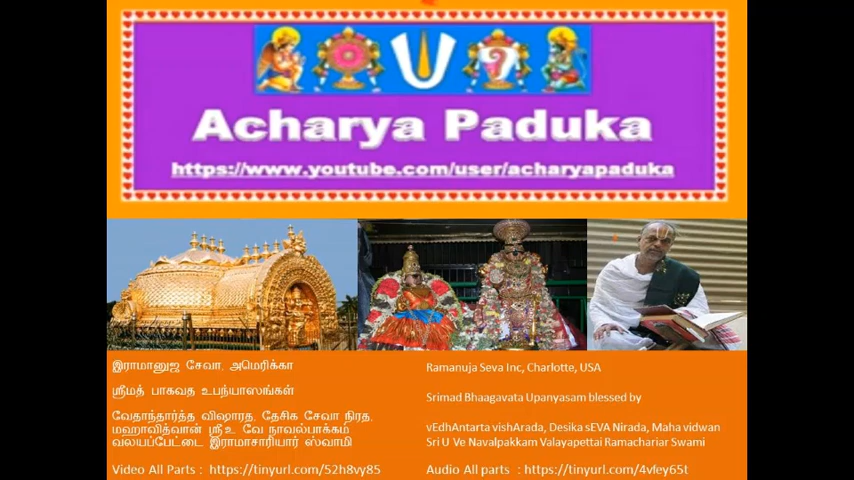 Acharya Paduka
https://www.youtube.com/user/acharyapaduka
இராமானுஜ சேவா, அமெரிக்கா
ஸ்ரீமத் பாகவத உபந்யாஸங்கள்
வேதாந்தார்த்த விஷாரத, தேசிக சேவா நிரத,
மஹாவித்வான் ஸ்ரீ உ வே நாவல்பாக்கம்
வலயப்பேட்டை இராமாசாரியார் ஸ்வாமி
Video All Parts : https://tinyurl.com/52h8vy85
Ramanuja Seva Inc, Charlotte, USA
Srimad Bhaagavata Upanyasam blessed by
vEdhAntarta vishArada, Desika sEVA Nirada, Maha vidwan
Sri U Ve Navalpakkam Valayapettai Ramachariar Swami
Audio All parts : https://tinyurl.com/4vfey65t